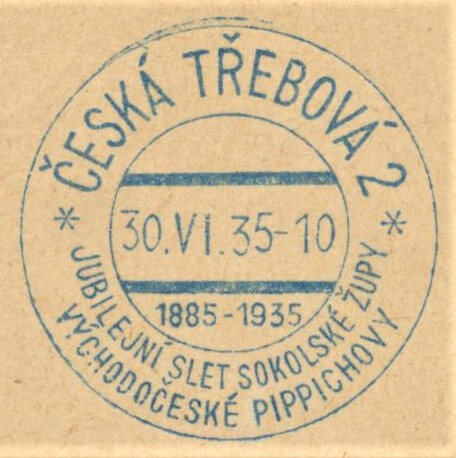 ČESKÁ TŘEBOVÁ 2
30.VI.35-10
1885-1935
* JUBILEJNÍ SLET SOKOLSKÉ ŽUPY *
VÝCHODOČESKÉ PIPPICHOVY